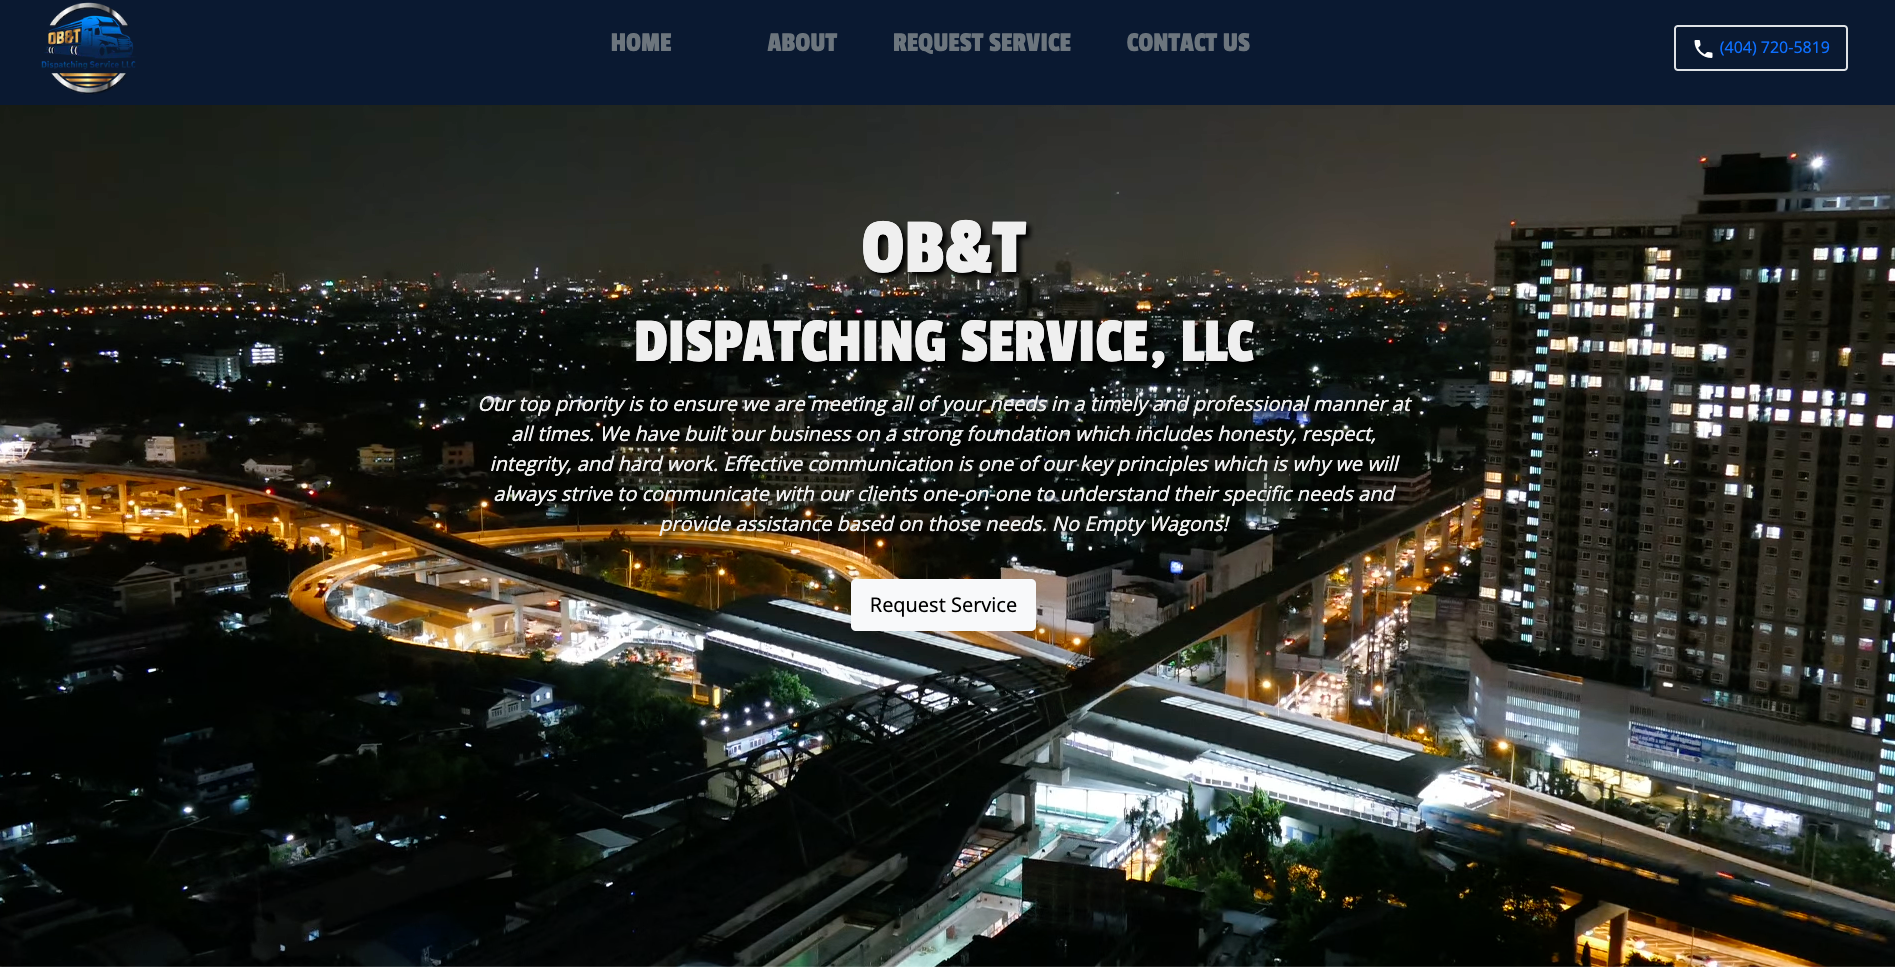 OB&T
Dispatching Service LLC
HOME
ABOUT
REQUEST SERVICE
CONTACT US
(404) 720-5819
OB&T
DISPATCHING SERVICE, LLC
Our top priority is to ensure we are meeting all of your needs in a timely and professional manner at
all times. We have built our business on a strong foundation which includes honesty, respect,
integrity, and hard work. Effective communication is one of our key principles which is why we will
always strive to communicate with our clients one-on-one to understand their specific needs and
provide assistance based on those needs. No Empty Wagons!
Request Service